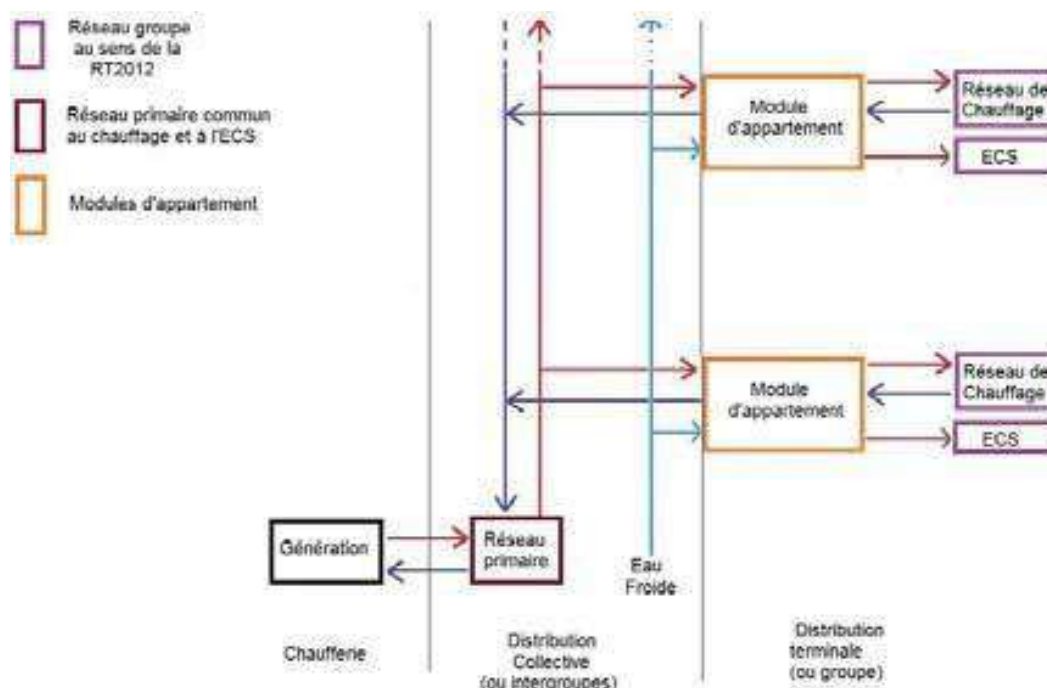 Réseau groupe
au sens de la
RT2012
Réseau primaire commun
au chauffage et à l'ECS
Modules d'appartement
Module
d'appartement
Réseau de
Chauffage
ECS
Module
d'appartement
Réseau de
Chauffage
ECS
Génération
Réseau
primaire
Eau
Froide
Chaufferie
Distribution
Collective
(ou intergroupes)
Distribution
terminale
(ou groupe)